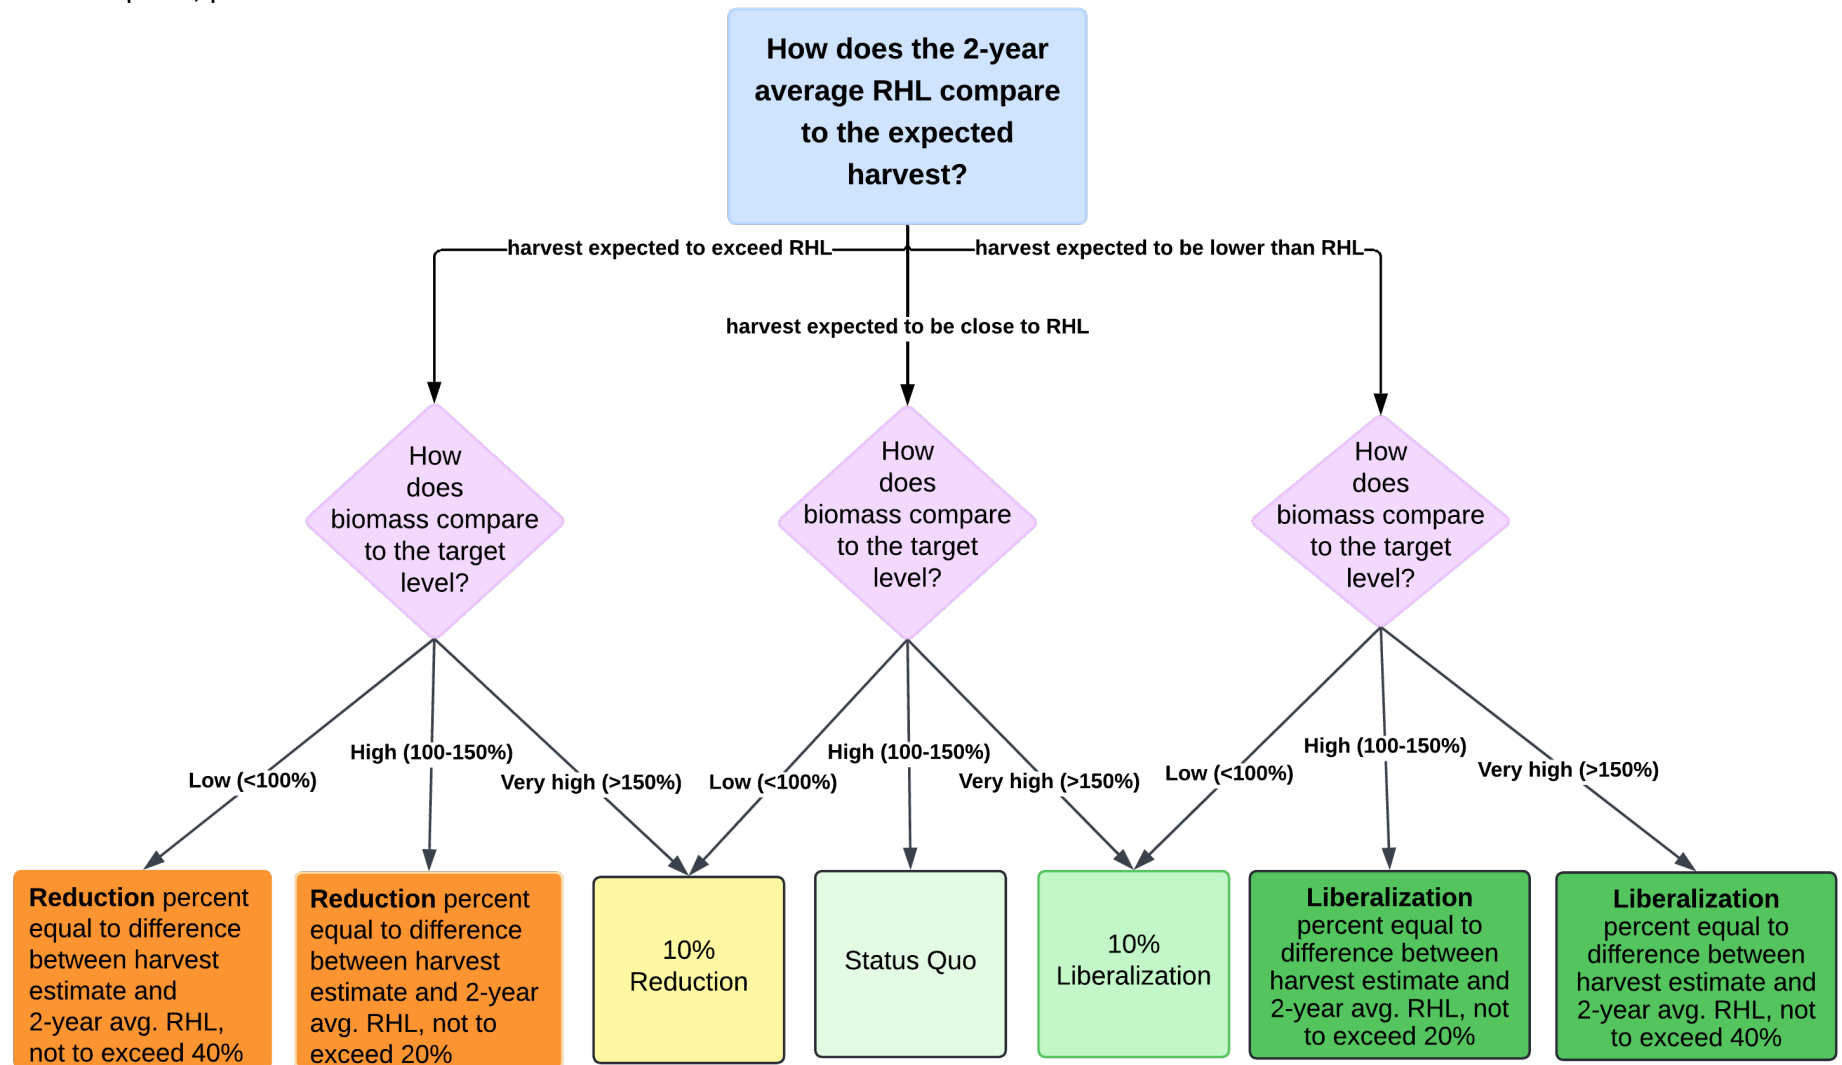 How does the 2-year
average RHL compare
to the expected
harvest?
harvest expected to exceed RHL
harvest expected to be lower than RHL
harvest expected to be close to RHL
How
does
biomass compare
to the target
level?
How
does
biomass compare
to the target
level?
How
does
biomass compare
to the target
level?
Low (<100%)
High (100-150%)
Very high (>150%)
Low (<100%)
High (100-150%)
Very high (>150%)
Low (<100%)
High (100-150%)
Very high (>150%)
Reduction percent
equal to difference
between harvest
estimate and
2-year avg. RHL,
not to exceed 40%
Reduction percent
equal to difference
between harvest
estimate and 2-year
avg. RHL, not to
exceed 20%
10%
Reduction
Status Quo
10%
Liberalization
Liberalization
percent equal to
difference between
harvest estimate and
2-year avg. RHL, not
to exceed 20%
Liberalization
percent equal to
difference between
harvest estimate and
2-year avg. RHL, not
to exceed 40%